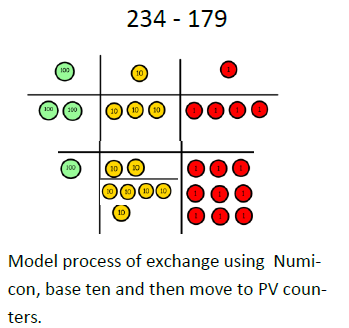 234 - 179
100 10 1
100 100 10 10 10 1 1 1 1
100 10 10 1 1 1
10 10 10 10 1 1 1
10 1 1 1
Model process of exchange using Numi-
con, base ten and then move to PV coun-
ters.